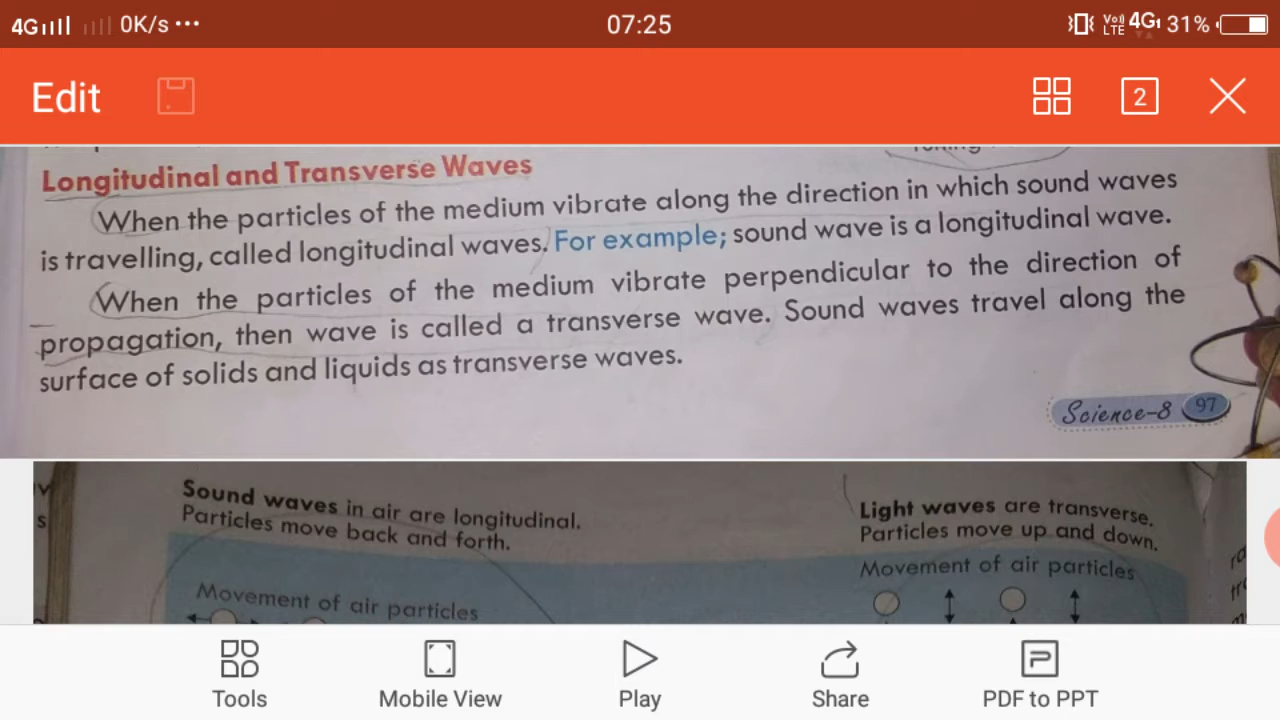 4G 0K/s ••• 07:25 VoD LTE 4G 31%
Edit 2
Longitudinal and Transverse Waves
When the particles of the medium vibrate along the direction in which sound waves
is travelling, called longitudinal waves. For example; sound wave is a longitudinal wave.
When the particles of the medium vibrate perpendicular to the direction of
propagation, then wave is called a transverse wave. Sound waves travel along the
surface of solids and liquids as transverse waves.
Science-8 97
Sound waves in air are longitudinal.
Particles move back and forth.
Light waves are transverse.
Particles move up and down.
Movement of air particles
Movement of air particles
Tools Mobile View Play Share PDF to PPT